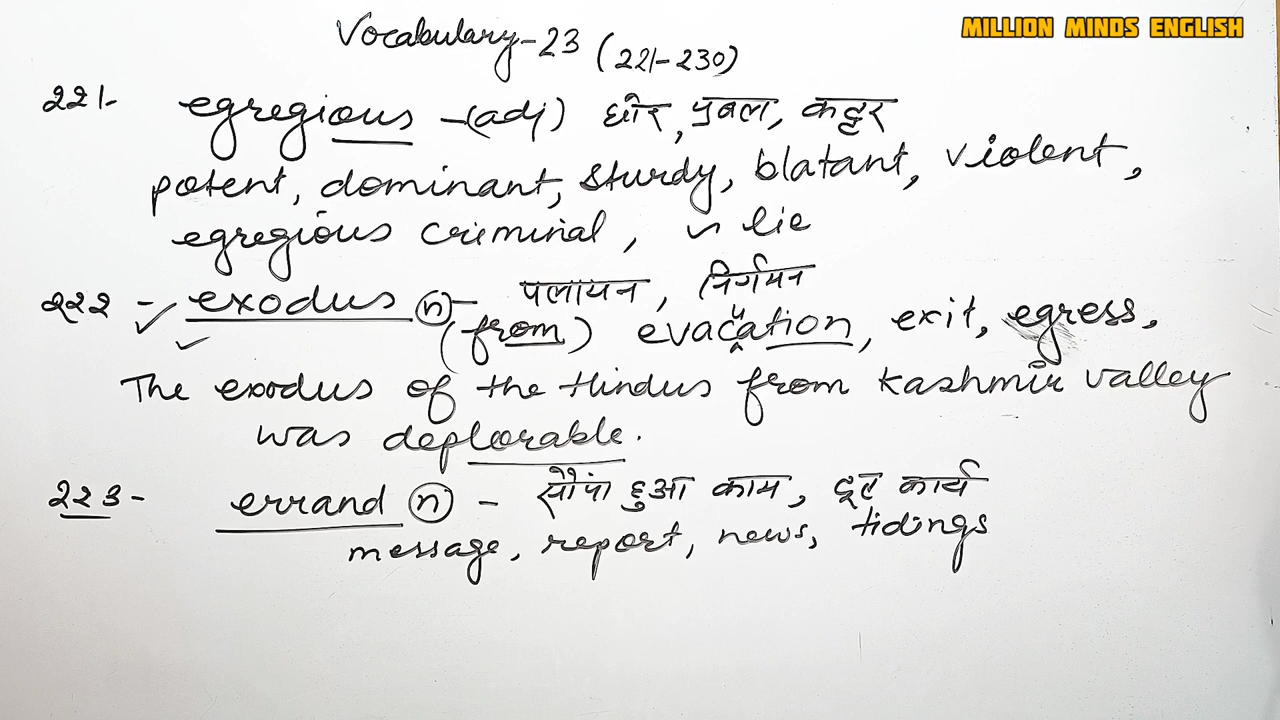 MILLION MINDS ENGLISH
Vocabulary-23 (221-230)
221- egregious -(adj) घोर, प्रबल, कट्टर
potent, dominant, sturdy, blatant, violent,
egregious criminal, " lie
222 - exodus (n) - पलायन, निर्गमन
(from) evacuation, exit, egress,
The exodus of the Hindus from Kashmir valley
was deplorable.
223- errand (n) - सौंपा हुआ काम, दूत कार्य
message, report, news, tidings